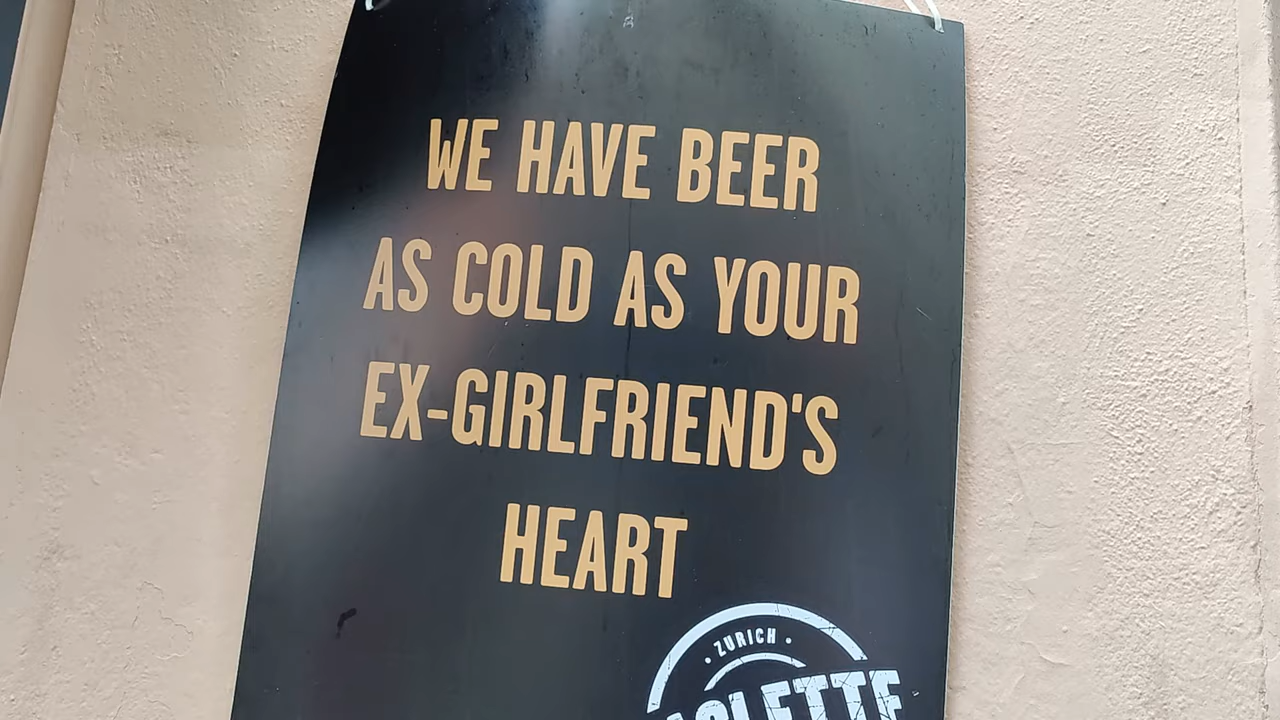 WE HAVE BEER
AS COLD AS YOUR
EX-GIRLFRIEND'S
HEART
· ZURICH ·